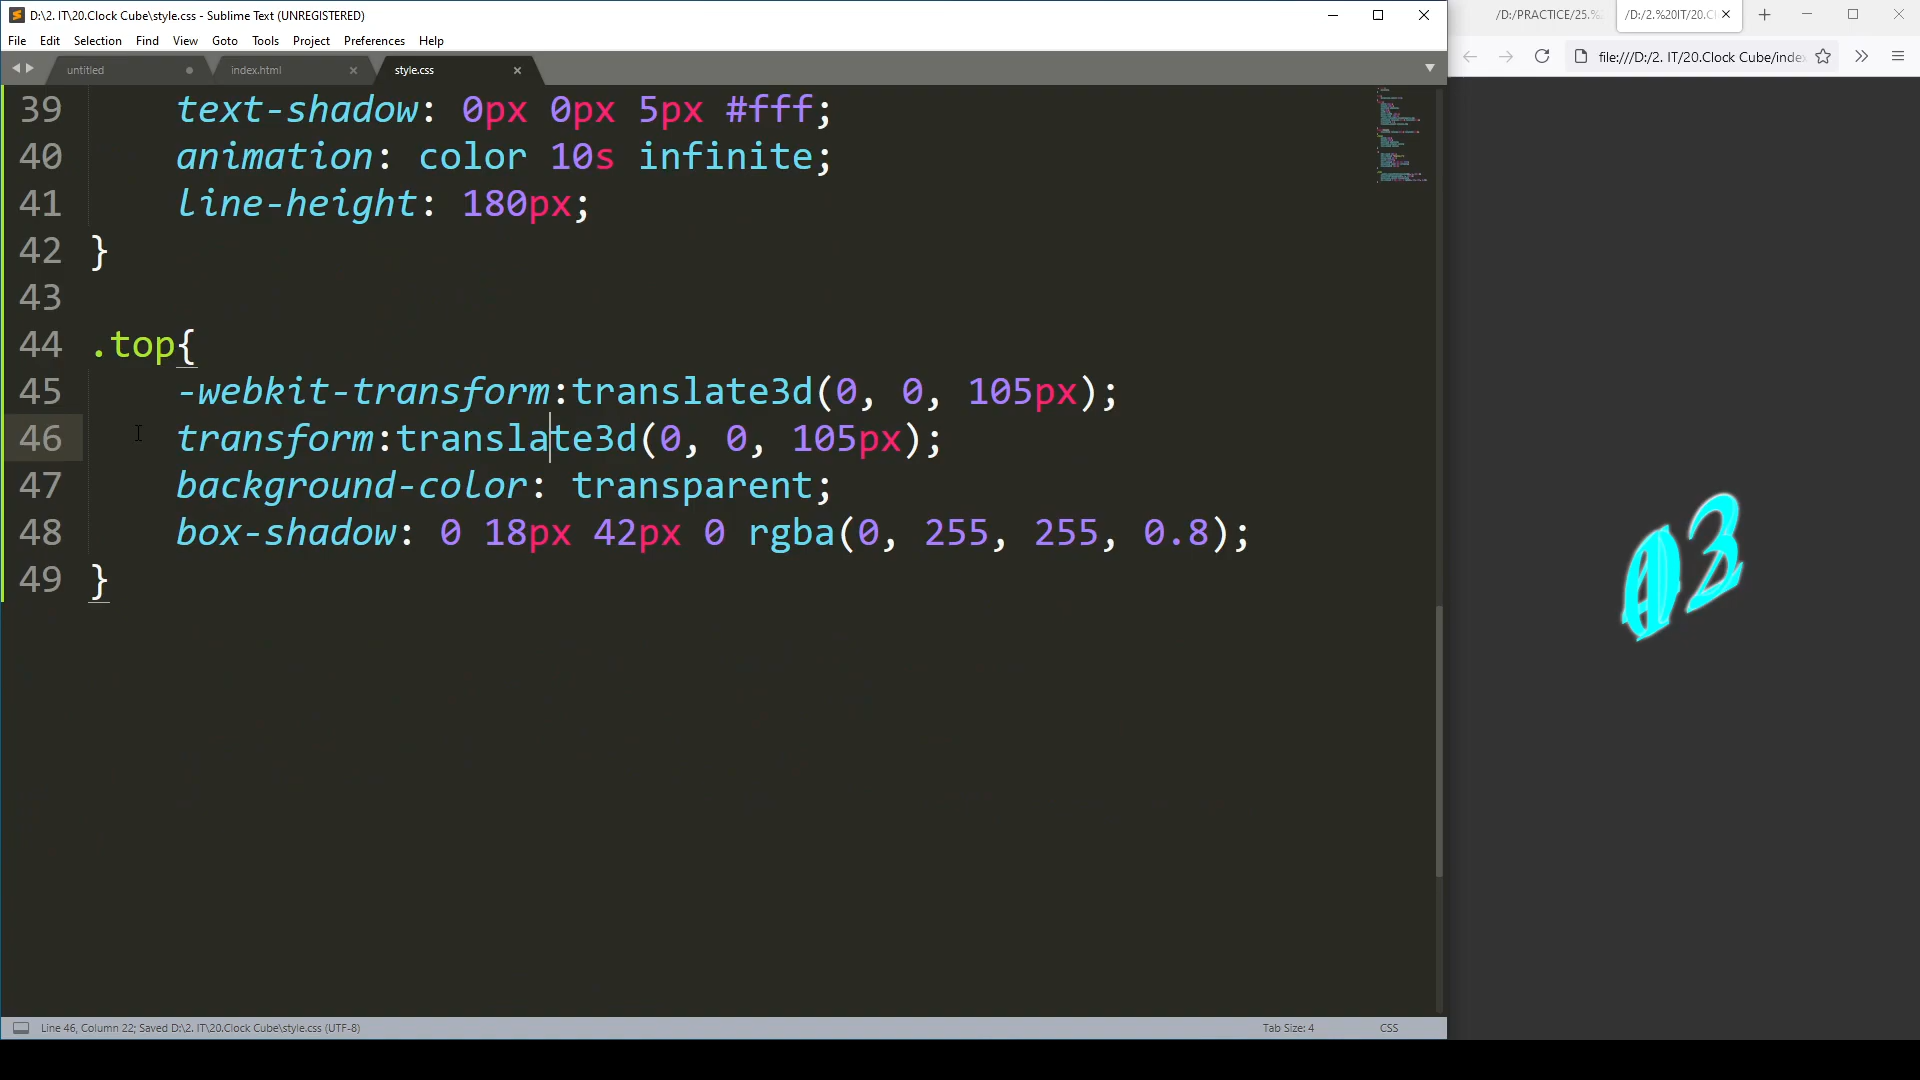 D:\2. IT\20.Clock Cube\style.css - Sublime Text (UNREGISTERED)
File Edit Selection Find View Goto Tools Project Preferences Help
untitled index.html style.css
39 text-shadow: 0px 0px 5px #fff;
40 animation: color 10s infinite;
41 line-height: 180px;
42 }
43
44 .top{
45 -webkit-transform:translate3d(0, 0, 105px);
46 transform:translate3d(0, 0, 105px);
47 background-color: transparent;
48 box-shadow: 0 18px 42px 0 rgba(0, 255, 255, 0.8);
49 }
Line 46, Column 22; Saved D:\2. IT\20.Clock Cube\style.css (UTF-8)
Tab Size: 4 CSS
/D:/PRACTICE/25.% /D:/2.%20IT/20.Cl
file:///D:/2. IT/20.Clock Cube/inde